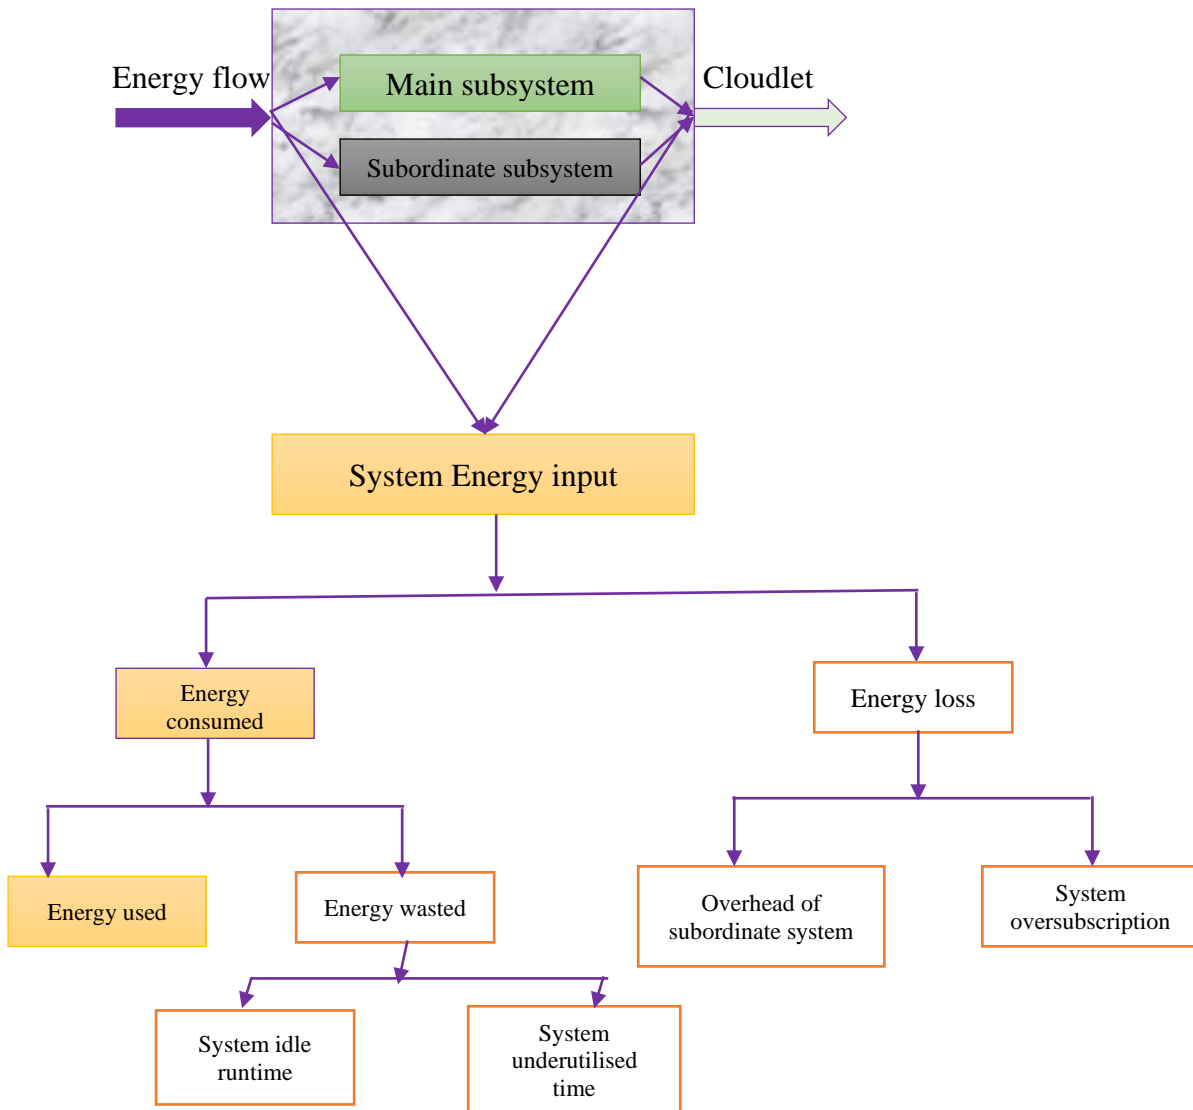 Energy flow
Main subsystem
Cloudlet
Subordinate subsystem
System Energy input
Energy
consumed
Energy loss
Energy used
Energy wasted
Overhead of
subordinate system
System
oversubscription
System idle
runtime
System
underutilised
time